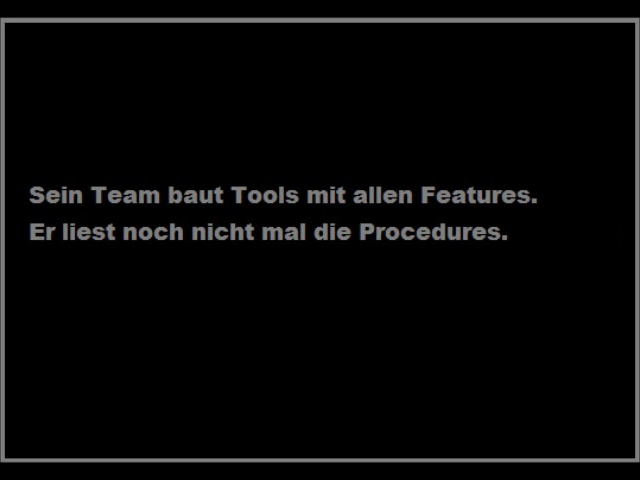 Sein Team baut Tools mit allen Features.
Er liest noch nicht mal die Procedures.